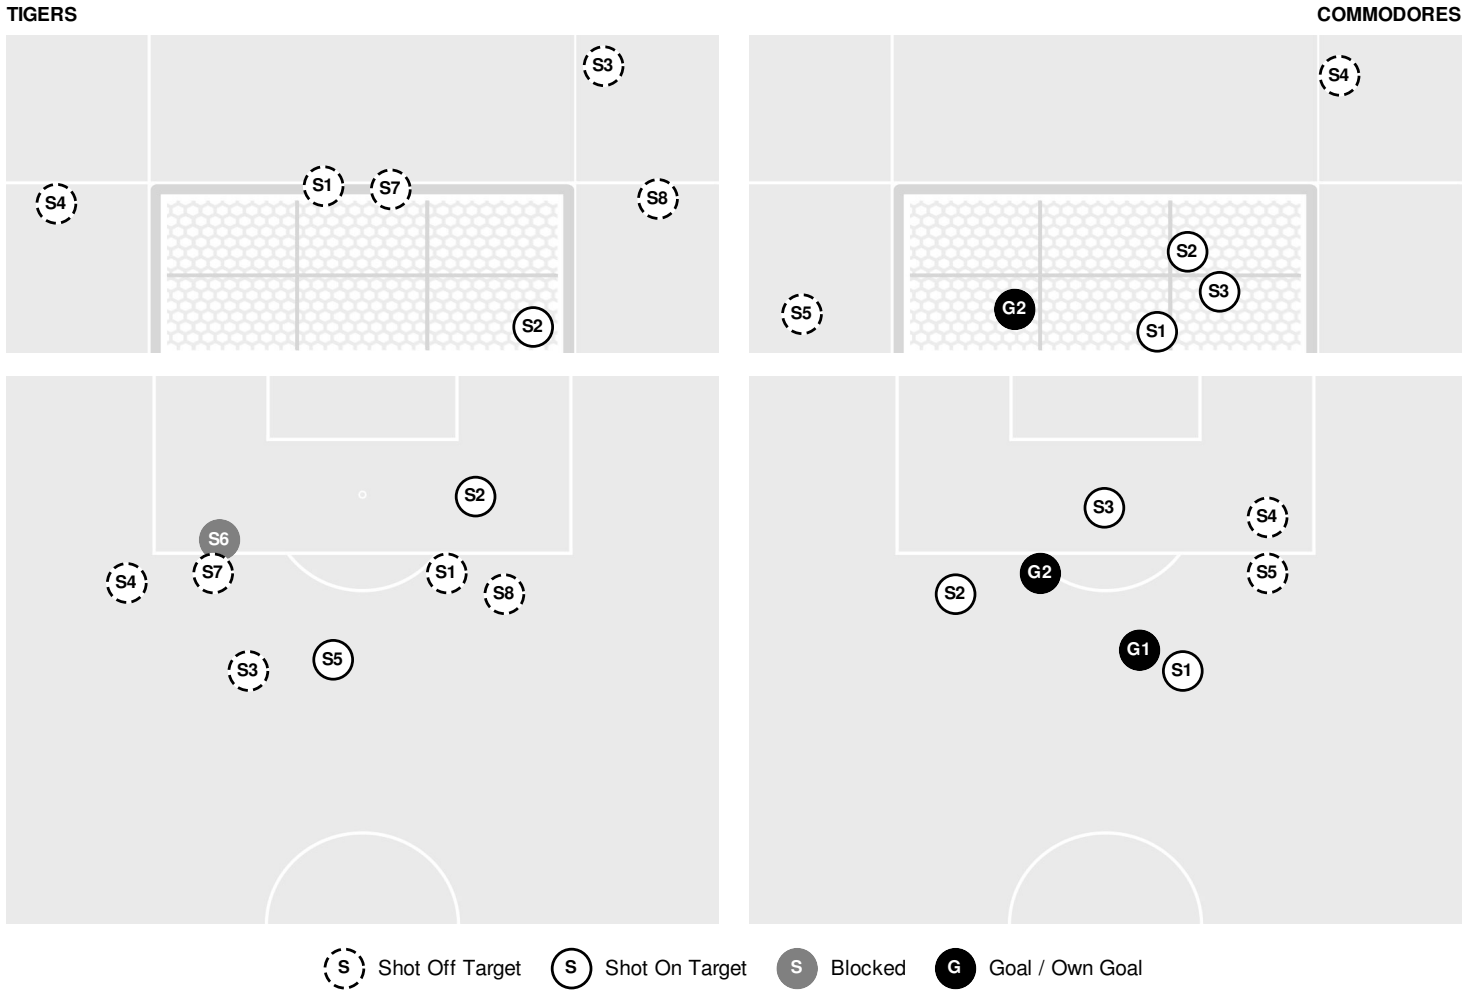 TIGERS
COMMODORES
S3
S4
S1
S7
S4
S8
S2
S2
S3
G2
S5
S1
S2
S6
S7
S4
S1
S8
S5
S3
S3
S4
G2
S5
S2
G1
S1
S Shot Off Target S Shot On Target S Blocked G Goal / Own Goal